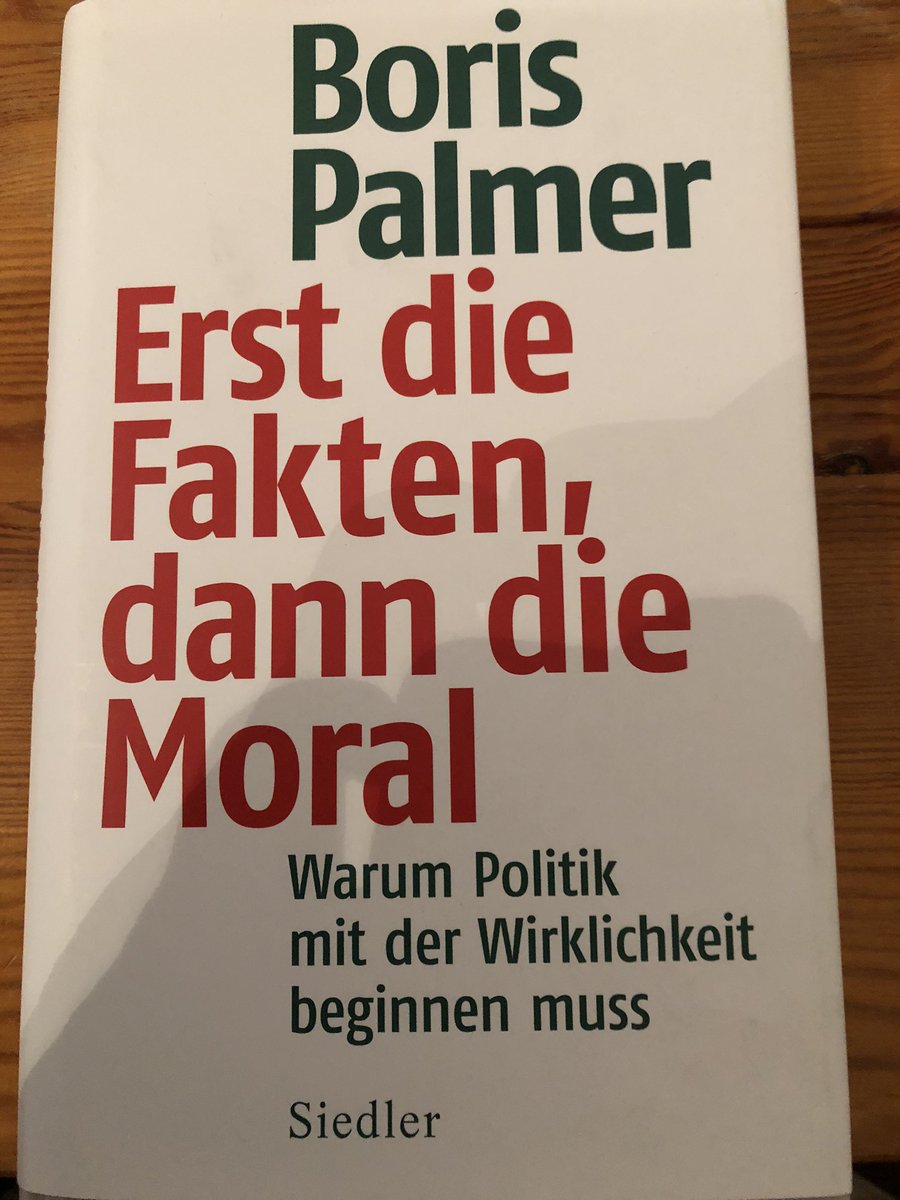 Boris
Palmer
Erst die
Fakten,
dann die
Moral
Warum Politik
mit der Wirklichkeit
beginnen muss
Siedler